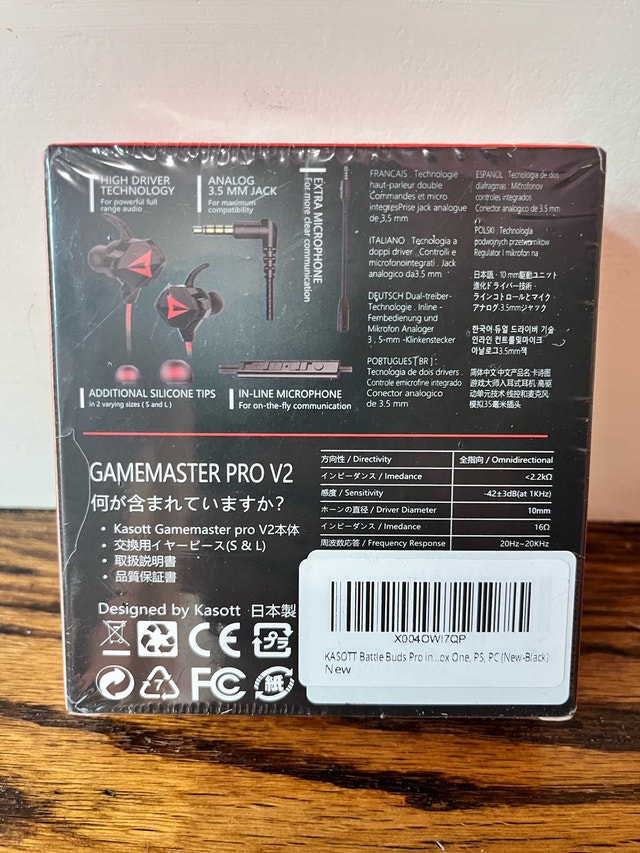 HIGH DRIVER
TECHNOLOGY
For powerful full
range audio
ANALOG
3.5 MM JACK
For maximum
compatibility
EXTRA MICROPHONE
For more clear communication
ADDITIONAL SILICONE TIPS
in 2 varying sizes ( S and L )
IN-LINE MICROPHONE
For on-the-fly communication
FRANCAIS . Technologie
haut-parleur double
Commandes et micro
integresPrise jack analogue
de,3,5 mm
ITALIANO . Tecnologia a
doppi driver .Controlli e
microfonointegrati . Jack
analogico da3.5 mm
DEUTSCH Dual-treiber-
Technologie . Inline -
Fernbedienung und
Mikrofon Analoger
3 , 5-mm -Klinkenstecker
PORTUGUEST BR ]
Tecnologia de dois drivers
Controle emicrofine integrado
Conector analogico
de 3.5 mm
ESPANOL Tecnologia de dos
diafragmas : Mitrofonov
controles integrados
Conector analogico de 3.5 mm
POLSKI . Technologia
podwojnych przetwornikow
Regulator I mikrofon na
日本語 · 10 mm駆動ユニット
進化ドライバー技術 ·
ラインコトロールとマイク ·
アナログ.3.5mmジャック
한국어·듀얼 드라이버 기술
인라인 컨트롤및마이크
아날로그3.5mm잭
简体中文 中文产品名:卡诗图
游戏大师入耳式耳机 高驱
动单元技术·线控和麦克风
模拟35毫米插头
GAMEMASTER PRO V2
何が含まれていますか?
• Kasott Gamemaster pro V2本体
• 交換用イヤーピース(S & L)
• 取扱説明書
• 品質保証書
方向性 / Directivity 全指向 / Omnidirectional
インピーダンス / Imedance <2.2kΩ
感度 / Sensitivity -42±3dB(at 1KHz)
ホーンの直径 / Driver Diameter 10mm
インピーダンス / Imedance 16Ω
周波数応答 / Frequency Response 20Hz~20KHz
Designed by Kasott 日本製
CE
プラ
FC
紙
X004OWI7QP
KASOTT Battle Buds Pro in...ox One, PS, PC (New-Black)
New